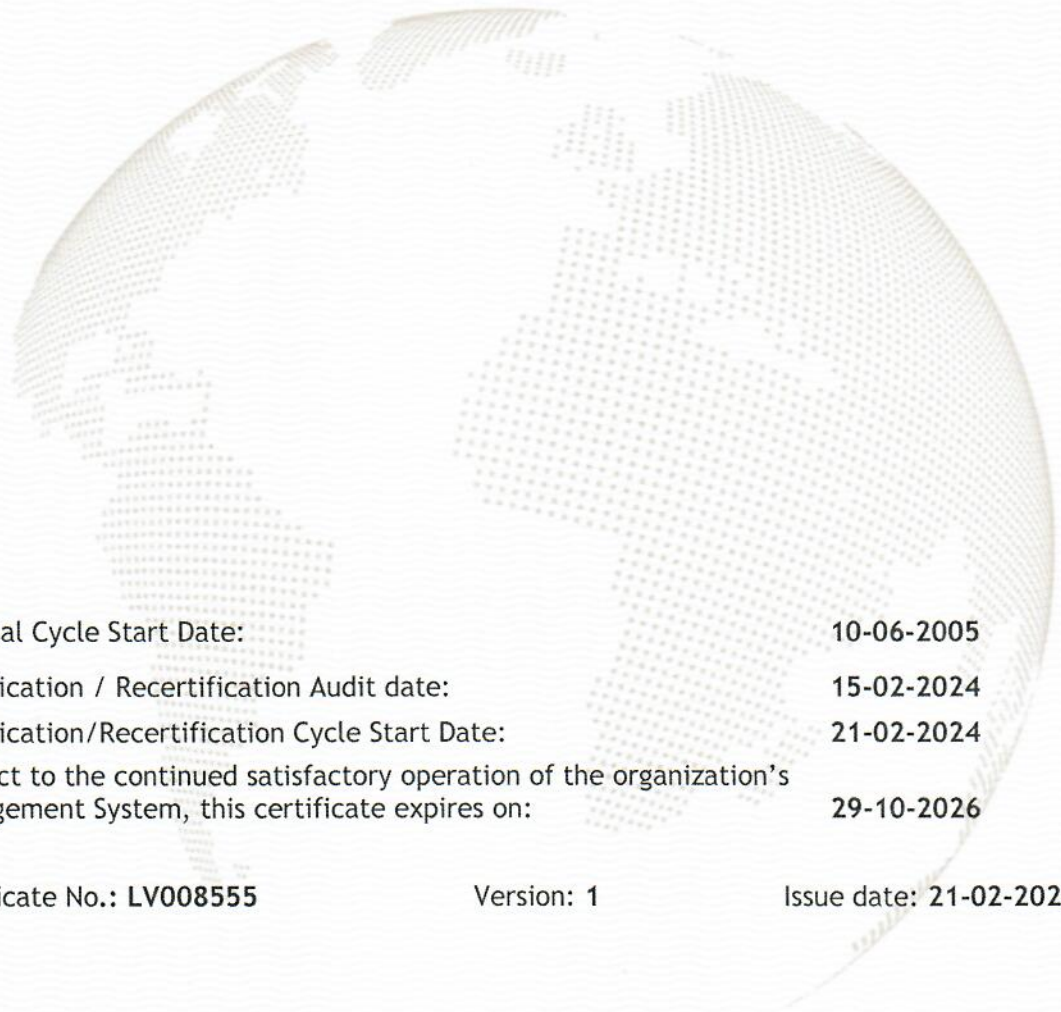 al Cycle Start Date: 10-06-2005
ication / Recertification Audit date: 15-02-2024
ication/Recertification Cycle Start Date: 21-02-2024
ct to the continued satisfactory operation of the organization's
gement System, this certificate expires on: 29-10-2026
icate No.: LV008555 Version: 1 Issue date: 21-02-202